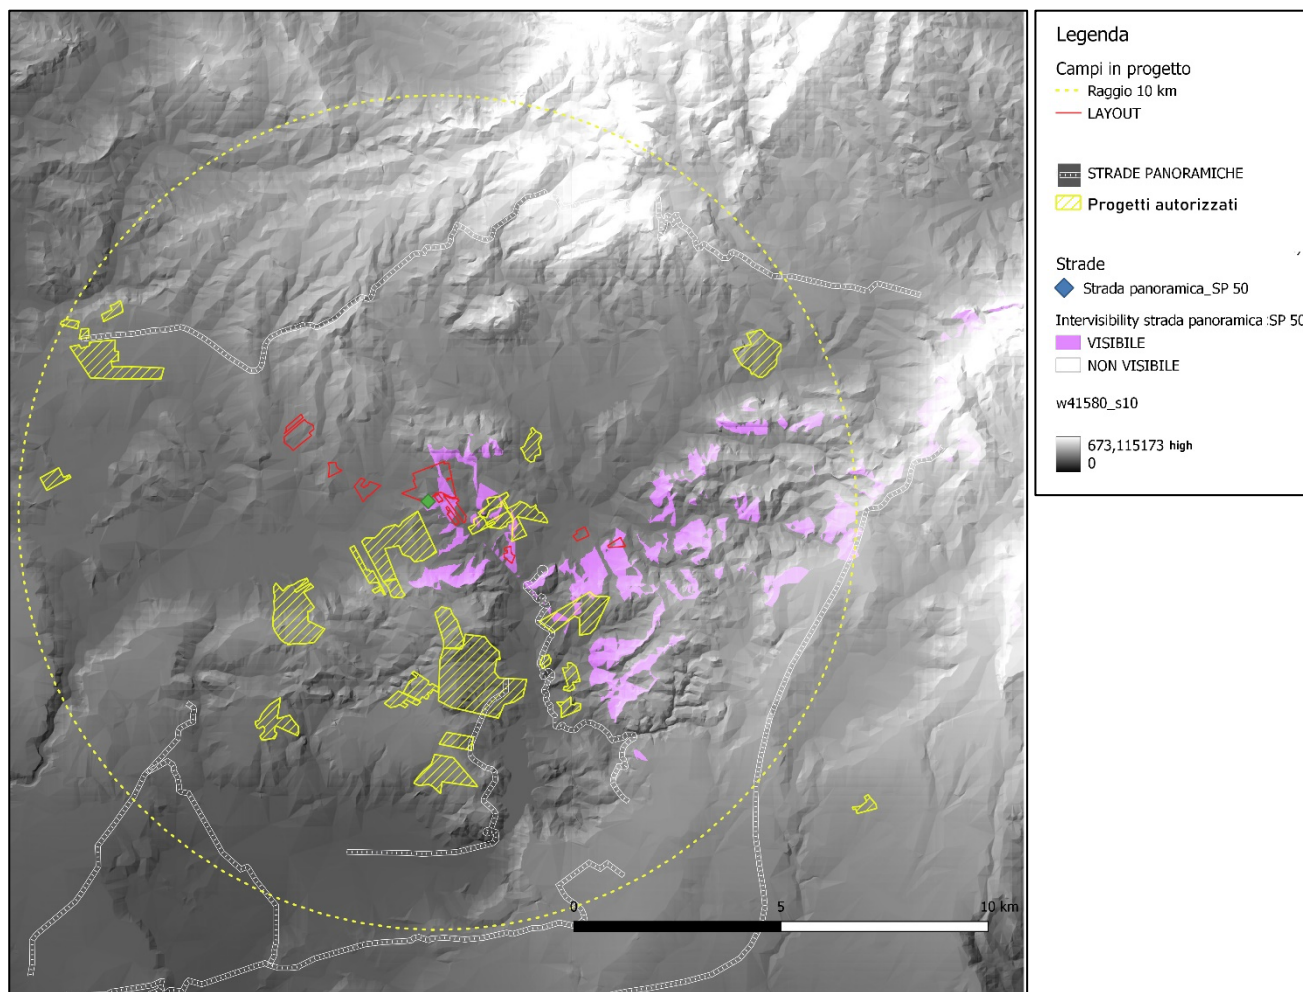 Legenda
Campi in progetto
Raggio 10 km
LAYOUT
STRADE PANORAMICHE
Progetti autorizzati
Strade
Strada panoramica_SP 50
Intervisibility strada panoramica :SP 50
VISIBILE
NON VISIBILE
w41580_s10
673,115173 high
0
0 5 10 km